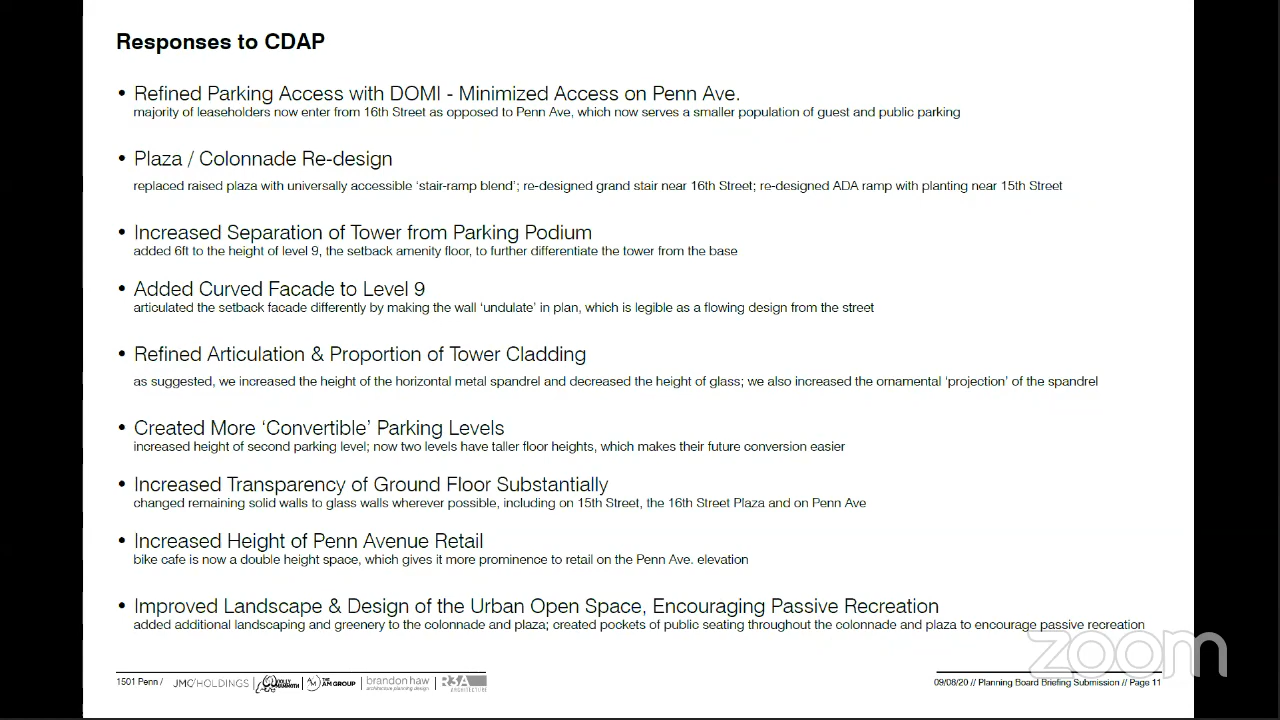 Responses to CDAP
• Refined Parking Access with DOMI - Minimized Access on Penn Ave.
majority of leaseholders now enter from 16th Street as opposed to Penn Ave, which now serves a smaller population of guest and public parking
• Plaza / Colonnade Re-design
replaced raised plaza with universally accessible ‘stair-ramp blend’; re-designed grand stair near 16th Street; re-designed ADA ramp with planting near 15th Street
• Increased Separation of Tower from Parking Podium
added 6ft to the height of level 9, the setback amenity floor, to further differentiate the tower from the base
• Added Curved Facade to Level 9
articulated the setback facade differently by making the wall ‘undulate’ in plan, which is legible as a flowing design from the street
• Refined Articulation & Proportion of Tower Cladding
as suggested, we increased the height of the horizontal metal spandrel and decreased the height of glass; we also increased the ornamental ‘projection’ of the spandrel
• Created More ‘Convertible’ Parking Levels
increased height of second parking level; now two levels have taller floor heights, which makes their future conversion easier
• Increased Transparency of Ground Floor Substantially
changed remaining solid walls to glass walls wherever possible, including on 15th Street, the 16th Street Plaza and on Penn Ave
• Increased Height of Penn Avenue Retail
bike cafe is now a double height space, which gives it more prominence to retail on the Penn Ave. elevation
• Improved Landscape & Design of the Urban Open Space, Encouraging Passive Recreation
added additional landscaping and greenery to the colonnade and plaza; created pockets of public seating throughout the colonnade and plaza to encourage passive recreation
zoom
1501 Penn / JMC HOLDINGS | | AM THE AM GROUP | brandon haw architecture planning design | R3A ARCHITECTURE
09/08/20 // Planning Board Briefing Submission // Page 11